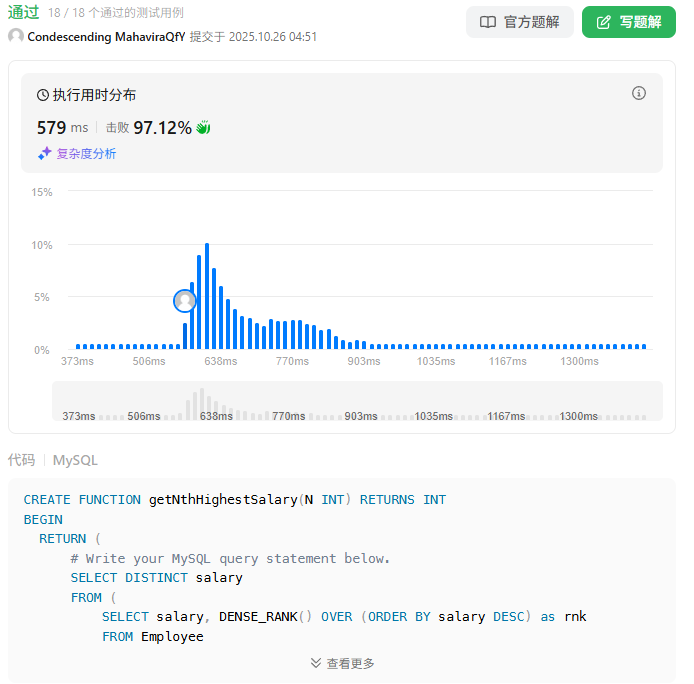 通过 18 / 18 个通过的测试用例
官方题解
写题解
Condescending MahaviraQfY 提交于 2025.10.26 04:51
执行用时分布
579 ms 击败 97.12%
复杂度分析
15%
10%
5%
0%
373ms 506ms 638ms 770ms 903ms 1035ms 1167ms 1300ms
373ms 506ms 638ms 770ms 903ms 1035ms 1167ms 1300ms
代码 MySQL
CREATE FUNCTION getNthHighestSalary(N INT) RETURNS INT
BEGIN
  RETURN (
      # Write your MySQL query statement below.
      SELECT DISTINCT salary
      FROM (
          SELECT salary, DENSE_RANK() OVER (ORDER BY salary DESC) as rnk
          FROM Employee
查看更多